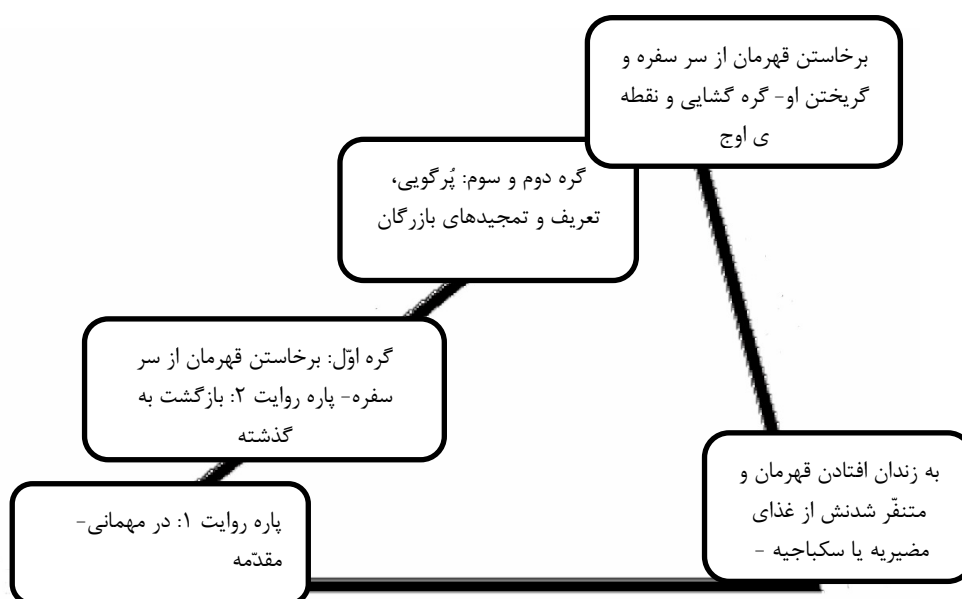 برخاستن قهرمان از سر سفره و
گریختن او- گره گشایی و نقطه
ی اوج
گره دوم و سوم: پُرگویی،
تعریف و تمجیدهای بازرگان
گره اوّل: برخاستن قهرمان از سر
سفره- پاره روایت ۲: بازگشت به
گذشته
پاره روایت ۱: در مهمانی-
مقدّمه
به زندان افتادن قهرمان و
متنفّر شدنش از غذای
مضیریه یا سکباجیه -